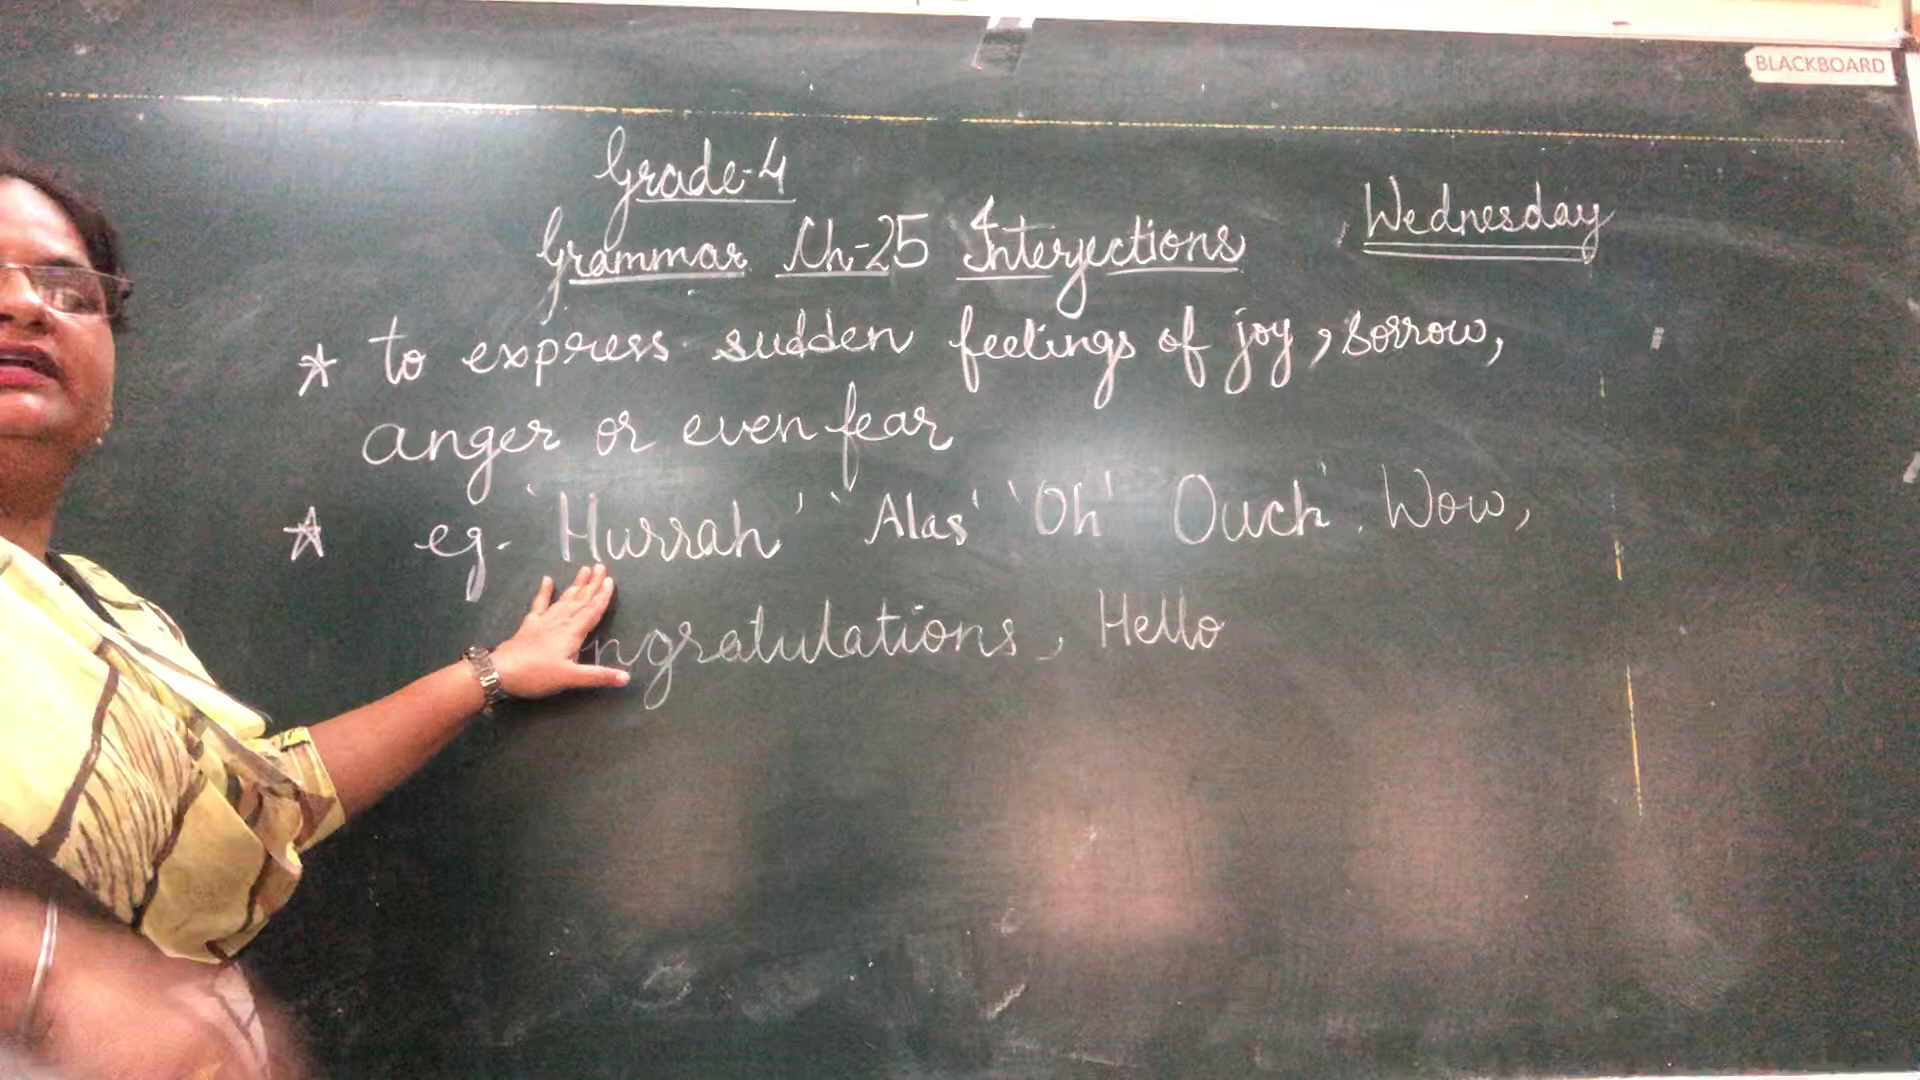 BLACKBOARD
Grade-4
Grammar Ch-25 Interjections Wednesday
* to express sudden feelings of joy, sorrow,
anger or even fear
* eg. 'Hurrah' 'Alas' 'Oh' Ouch'. Wow,
ngratulations, Hello